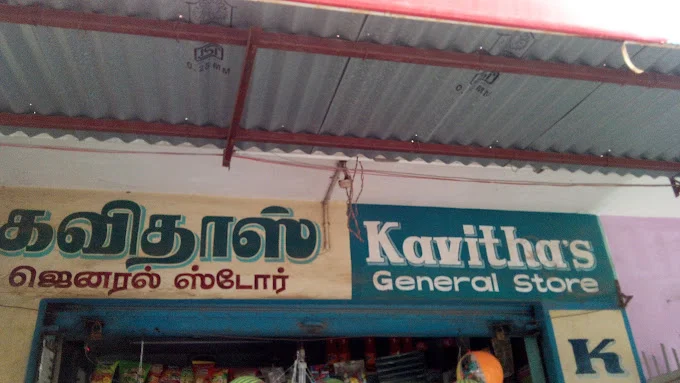 கவிதாஸ்
ஜெனரல் ஸ்டோர்
Kavitha's
General Store
K